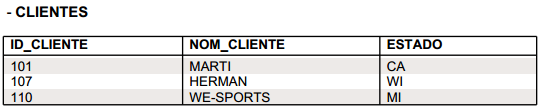 - CLIENTES
ID_CLIENTE NOM_CLIENTE ESTADO
101 MARTI CA
107 HERMAN WI
110 WE-SPORTS MI